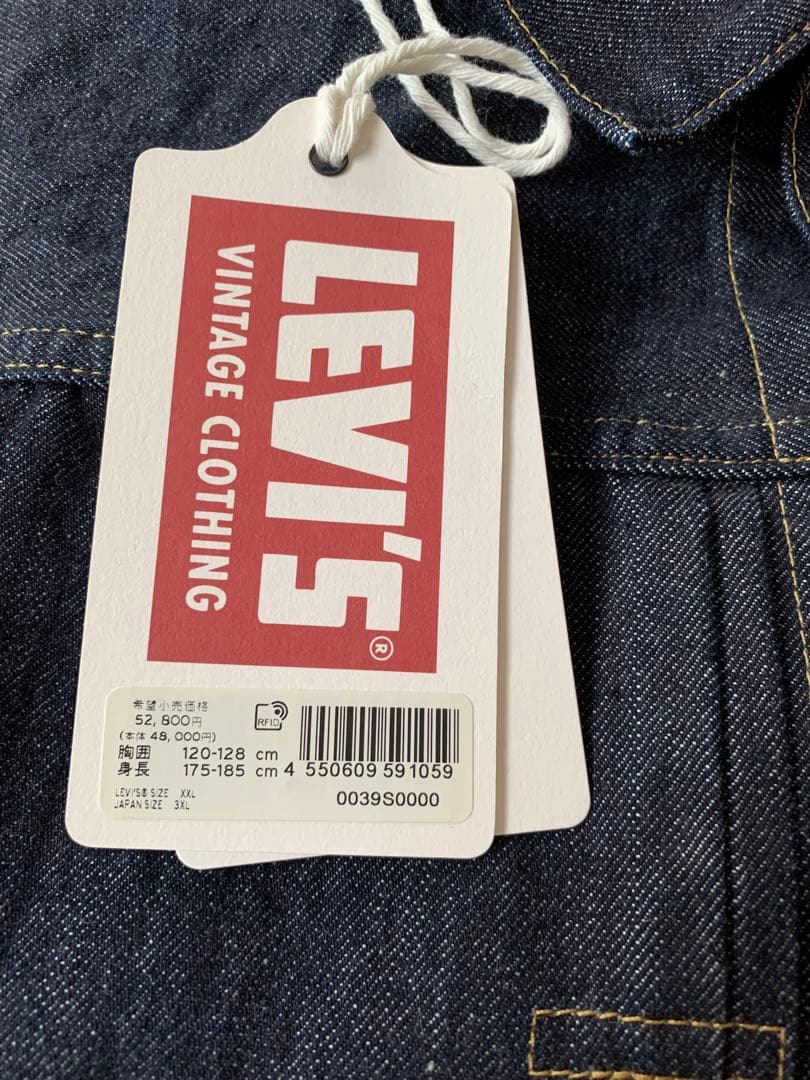 LEVI'S®
VINTAGE CLOTHING
希望小売価格
52,800円
(本体 48,000円)
胸囲 120-128 cm
身長 175-185 cm
LEVI'S® SIZE XXL
JAPAN SIZE 3XL
RFID
4 550609 591059
0039S0000